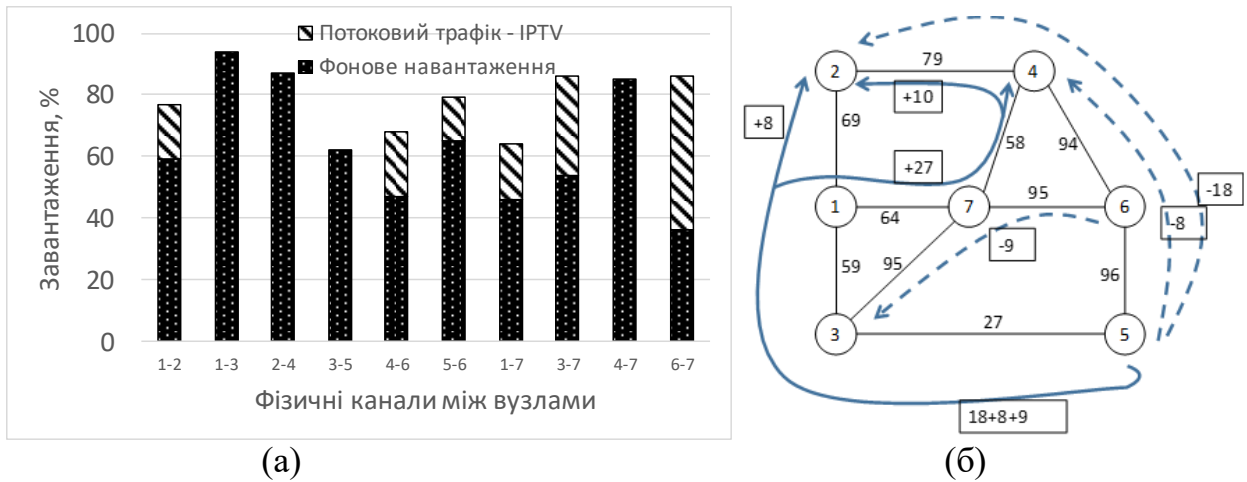 100
80
60
40
20
0
Завантаження, %
Потоковий трафік - IPTV
Фонове навантаження
1-2 1-3 2-4 3-5 4-6 5-6 1-7 3-7 4-7 6-7
Фізичні канали між вузлами
(а)
79
2 4
+10
+8
69
58 94
+27
1 7 95 6
64
-18
-8
-9
59 95 96
27
3 5
18+8+9
(б)